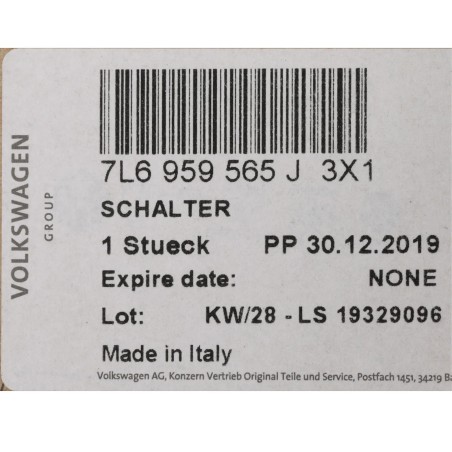 VOLKSWAGEN
GROUP
7L6 959 565 J 3X1
SCHALTER
1 Stueck PP 30.12.2019
Expire date: NONE
Lot: KW/28 - LS 19329096
Made in Italy
Volkswagen AG, Konzern Vertrieb Original Teile und Service, Postfach 1451, 34219 Ba